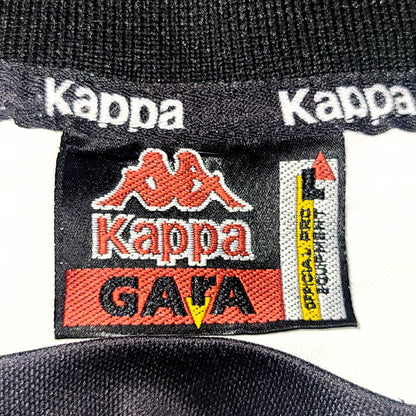 Kappa Kappa
Kappa
GARA
L
OFFICIAL PRO
EQUIPMENT